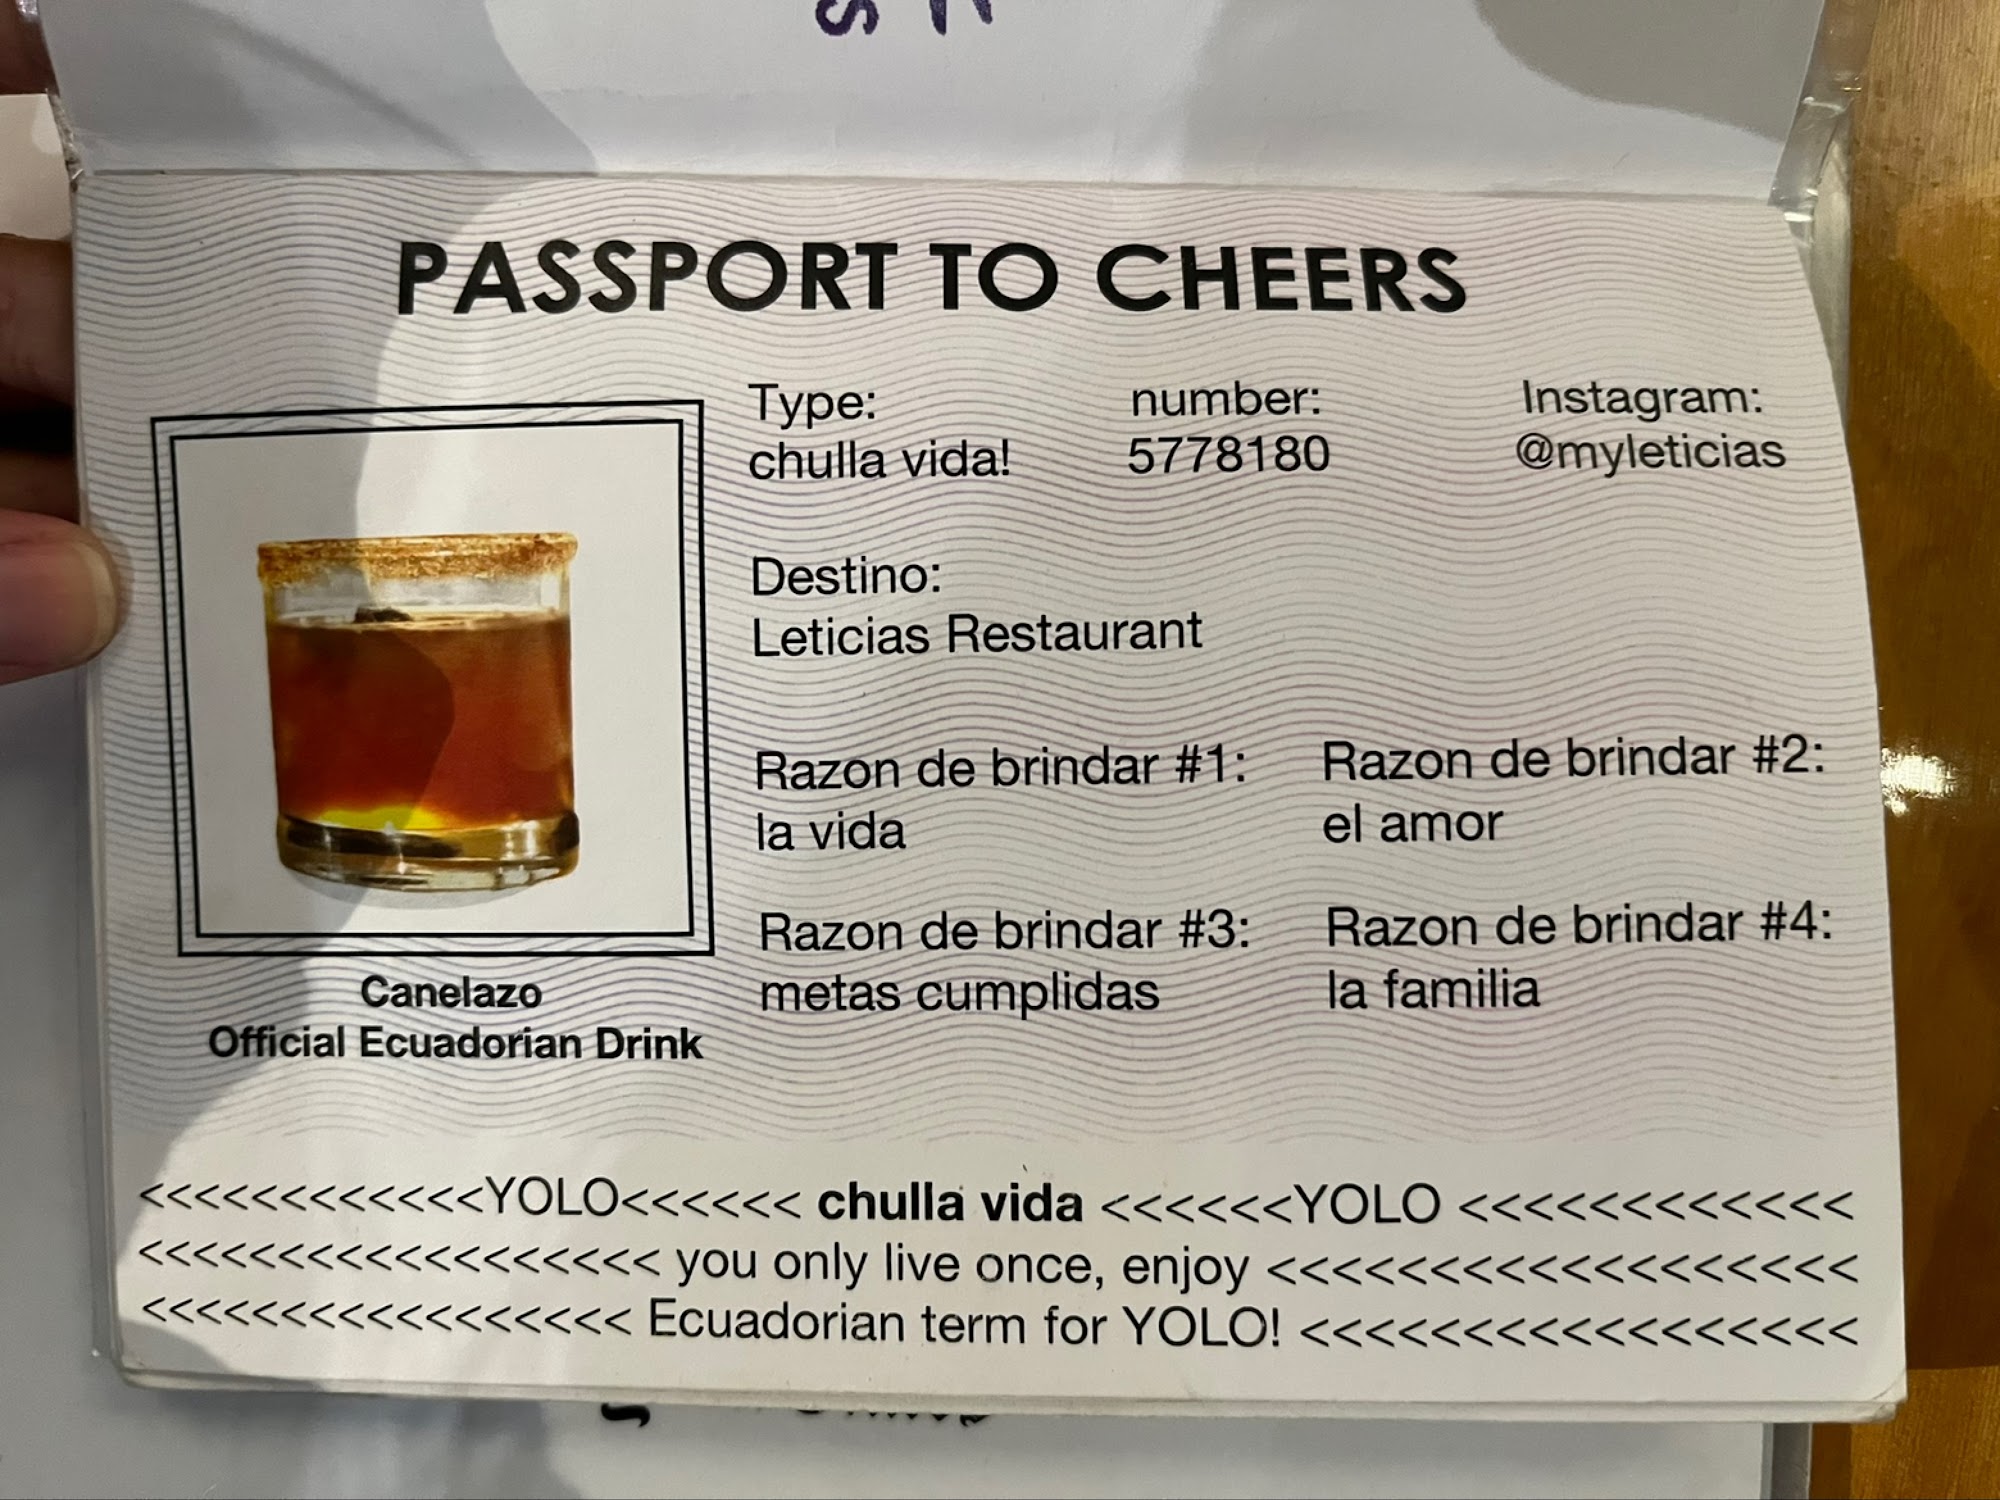 PASSPORT TO CHEERS
Type:
chulla vida!
number:
5778180
Instagram:
@myleticias
Destino:
Leticias Restaurant
Razon de brindar #1:
la vida
Razon de brindar #2:
el amor
Razon de brindar #3:
metas cumplidas
Razon de brindar #4:
la familia
Canelazo
Official Ecuadorian Drink
<<<<<<<<<<<<YOLO<<<<<< chulla vida <<<<<<YOLO <<<<<<<<<<<<<
<<<<<<<<<<<<<<<<<<< you only live once, enjoy <<<<<<<<<<<<<<<<<<<
<<<<<<<<<<<<<<<<<< Ecuadorian term for YOLO! <<<<<<<<<<<<<<<<<<